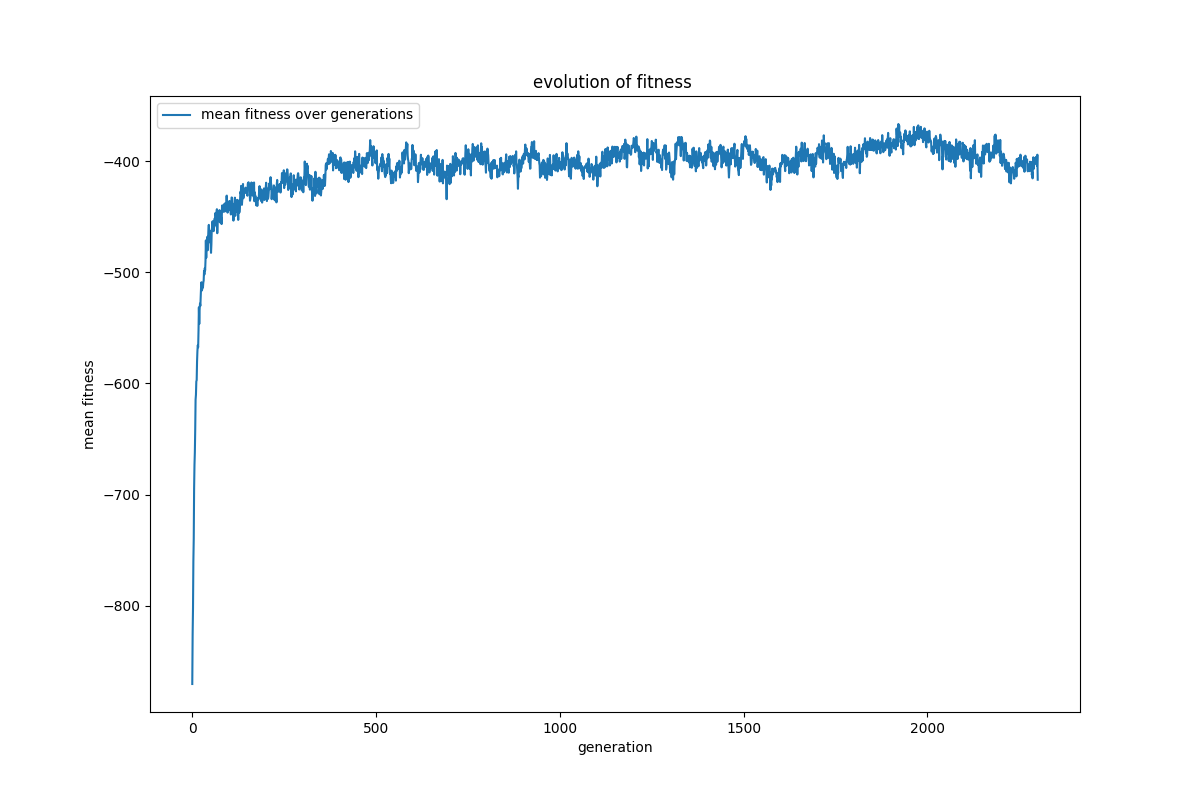 evolution of fitness
mean fitness over generations
mean fitness
−400
−500
−600
−700
−800
0
500
1000
1500
2000
generation